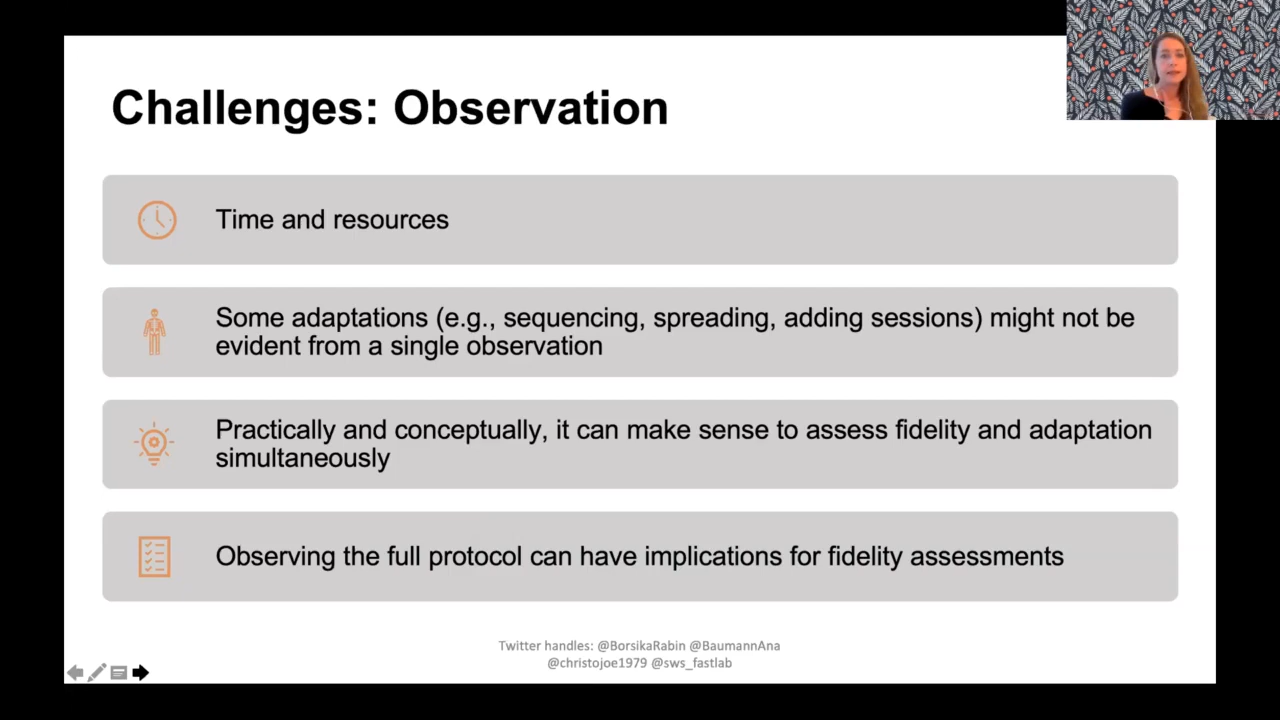 Challenges: Observation
Time and resources
Some adaptations (e.g., sequencing, spreading, adding sessions) might not be
evident from a single observation
Practically and conceptually, it can make sense to assess fidelity and adaptation
simultaneously
Observing the full protocol can have implications for fidelity assessments
Twitter handles: @BorsikaRabin @BaumannAna
@christojoe1979 @sws_fastlab